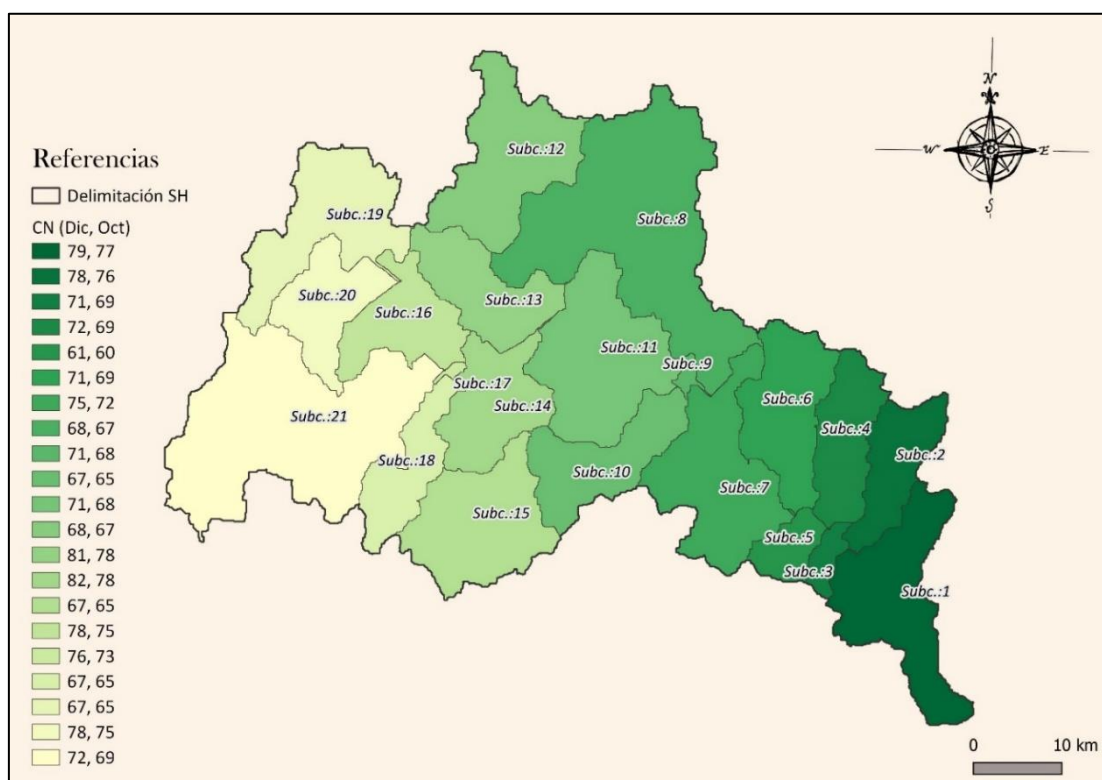 Referencias
Delimitación SH
CN (Dic, Oct)
79, 77
78, 76
71, 69
72, 69
61, 60
71, 69
75, 72
68, 67
71, 68
67, 65
71, 68
68, 67
81, 78
82, 78
67, 65
78, 75
76, 73
67, 65
67, 65
78, 75
72, 69
N
W
E
S
Subc.:12
Subc.:19
Subc.:8
Subc.:20
Subc.:13
Subc.:16
Subc.:11
Subc.:9
Subc.:17
Subc.:6
Subc.:14
Subc.:21
Subc.:4
Subc.:2
Subc.:18
Subc.:10
Subc.:7
Subc.:15
Subc.:5
Subc.:3
Subc.:1
0
10 km